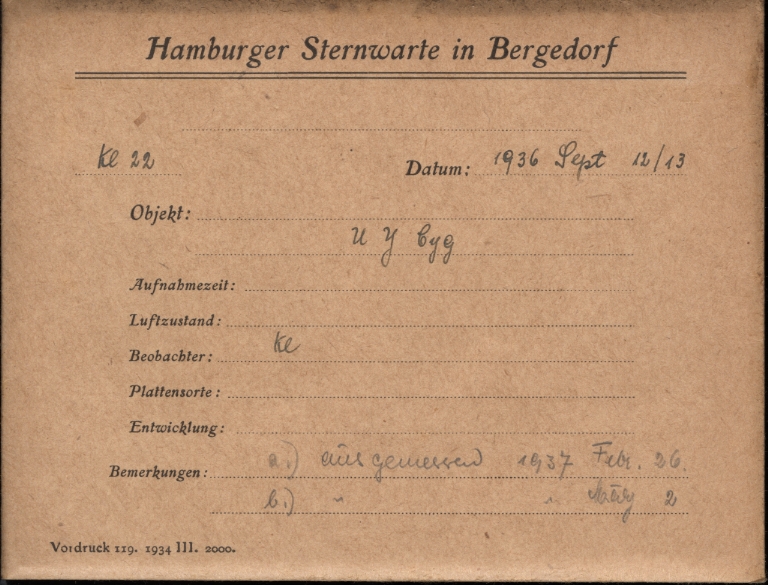 Hamburger Sternwarte in Bergedorf
Ke 22 Datum: 1936 Sept 12/13
Objekt:
U Y Cyg
Aufnahmezeit:
Luftzustand:
Beobachter: Ke
Plattensorte:
Entwicklung:
Bemerkungen: a.) ausgemessen 1937 Febr. 26.
b.) " " März 2
Vordruck 119. 1934 III. 2000.